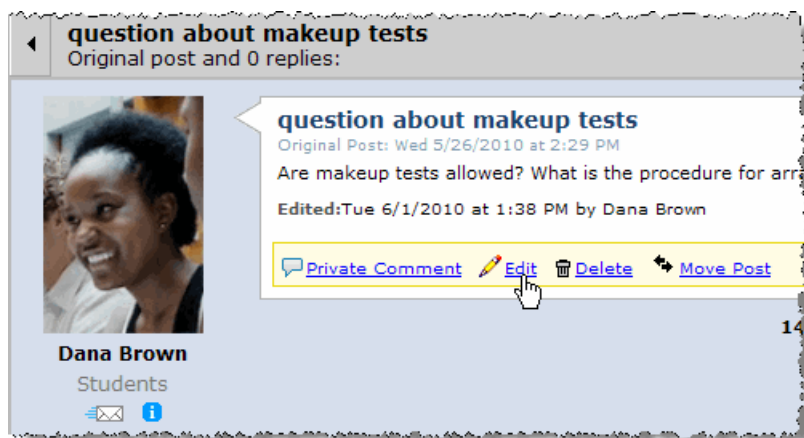 question about makeup tests
Original post and 0 replies:
question about makeup tests
Original Post: Wed 5/26/2010 at 2:29 PM
Are makeup tests allowed? What is the procedure for
Edited:Tue 6/1/2010 at 1:38 PM by Dana Brown
Private Comment Edit Delete Move Post
14
Dana Brown
Students